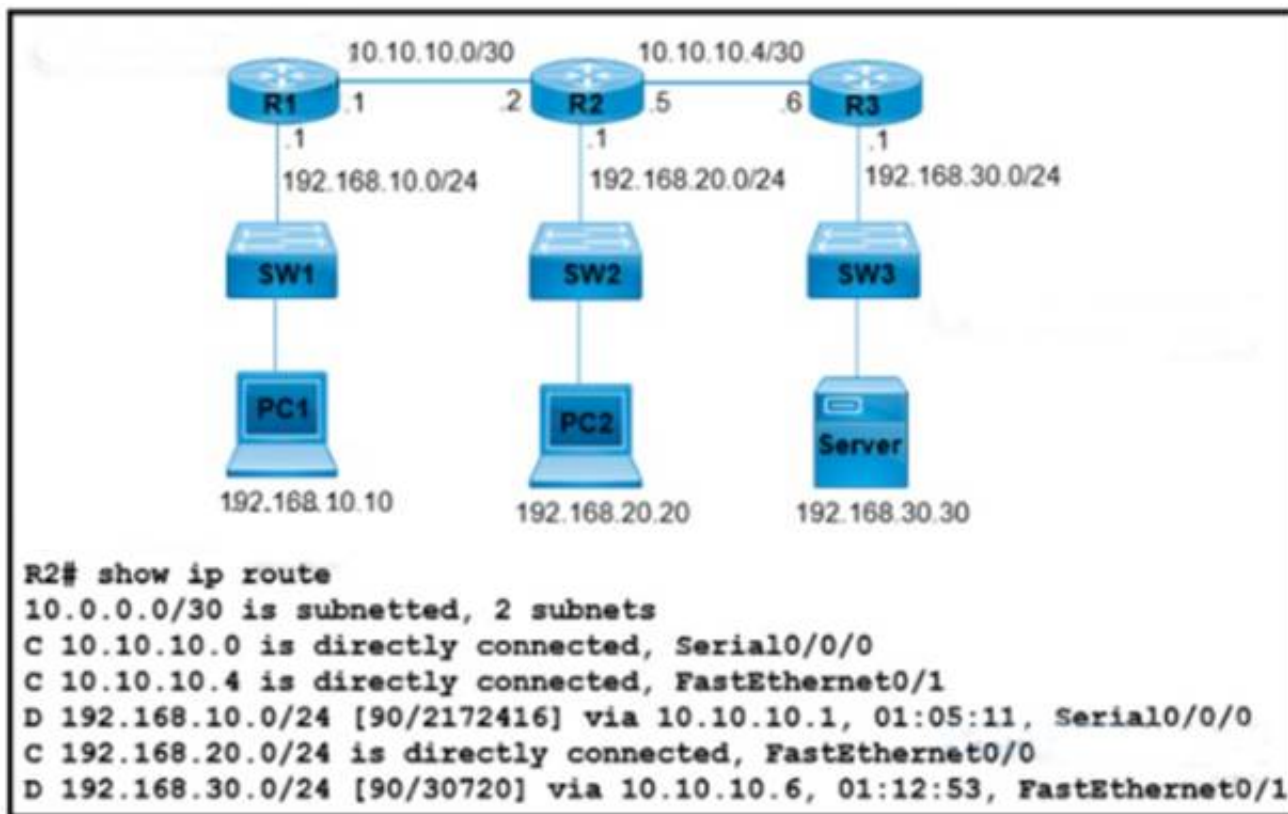 10.10.10.0/30 10.10.10.4/30
R1 .1 .2 R2 .5 .6 R3
.1 .1 .1
192.168.10.0/24 192.168.20.0/24 192.168.30.0/24
SW1 SW2 SW3
PC1 PC2 Server
192.168.10.10 192.168.20.20 192.168.30.30
R2# show ip route
10.0.0.0/30 is subnetted, 2 subnets
C 10.10.10.0 is directly connected, Serial0/0/0
C 10.10.10.4 is directly connected, FastEthernet0/1
D 192.168.10.0/24 [90/2172416] via 10.10.10.1, 01:05:11, Serial0/0/0
C 192.168.20.0/24 is directly connected, FastEthernet0/0
D 192.168.30.0/24 [90/30720] via 10.10.10.6, 01:12:53, FastEthernet0/1